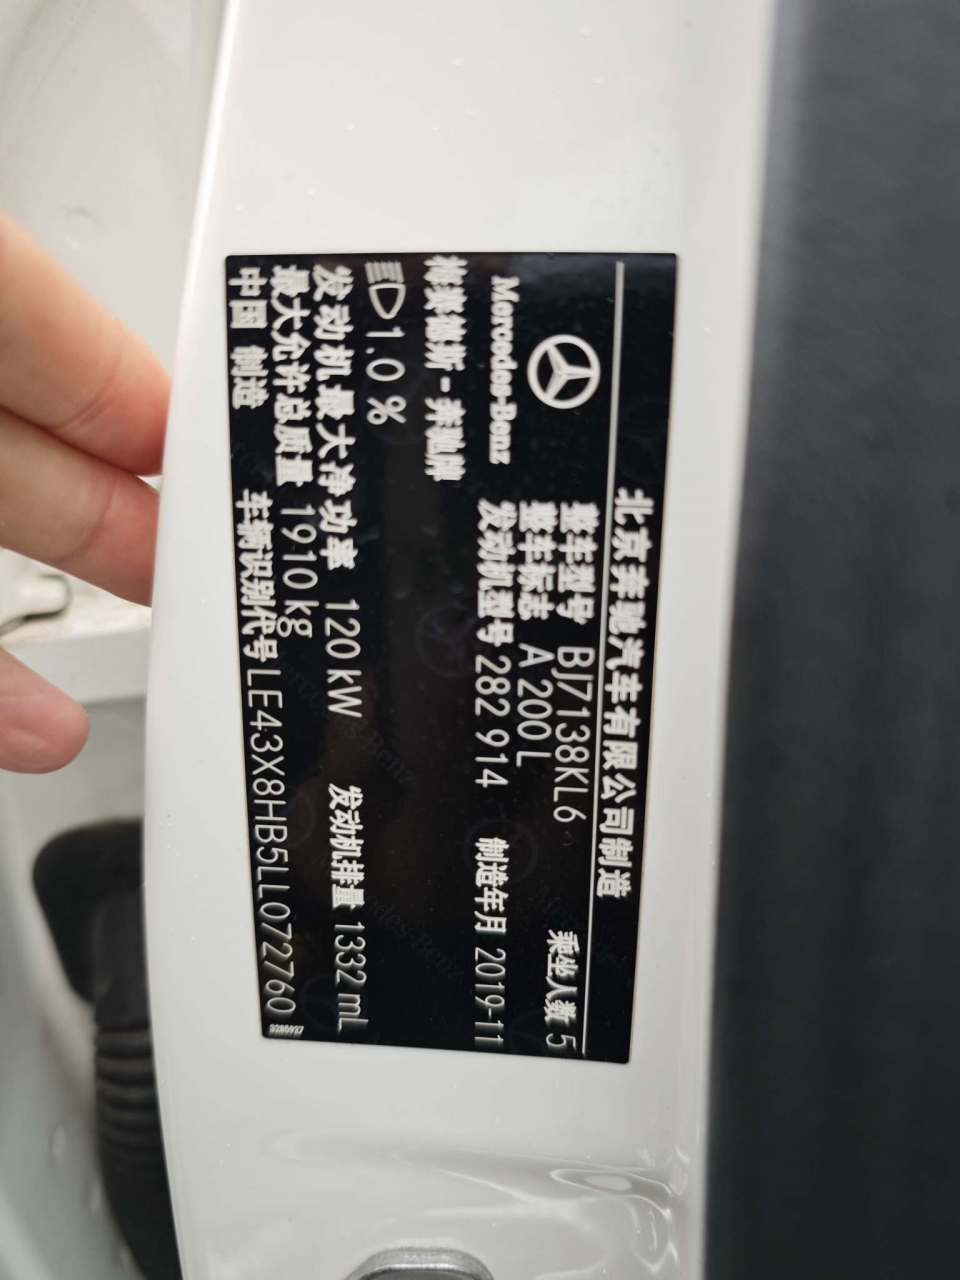 北京奔驰汽车有限公司制造
Mercedes-Benz
整车型号 BJ7138KL6 乘坐人数 5
整车标志 A 200 L
发动机型号 282 914 制造年月 2019-11
梅赛德斯-奔驰牌
1.0 %
发动机最大净功率 120 kW 发动机排量 1332 mL
最大允许总质量 1910 kg
中国 制造 车辆识别代号 LE43X8HB5LL072760
3285927